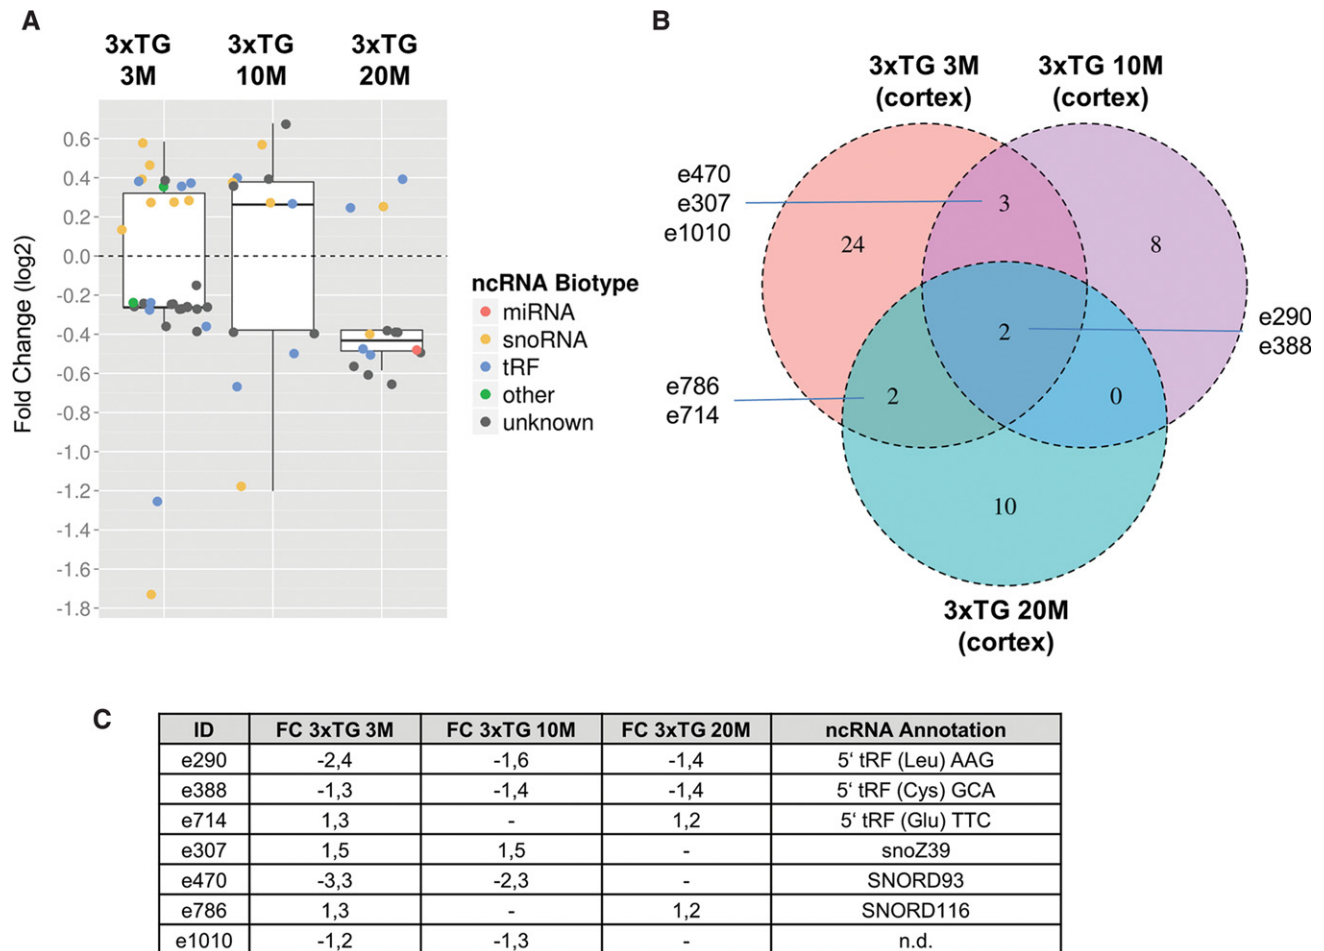 A
3xTG
3M
3xTG
10M
3xTG
20M
Fold Change (log2)
0.6
0.4
0.2
0.0
-0.2
-0.4
-0.6
-0.8
-1.0
-1.2
-1.4
-1.6
-1.8
ncRNA Biotype
miRNA
snoRNA
tRF
other
unknown
B
3xTG 3M
(cortex)
3xTG 10M
(cortex)
e470
e307
e1010
3
24
8
2
e290
e388
e786
e714
2
0
10
3xTG 20M
(cortex)
C
ID FC 3xTG 3M FC 3xTG 10M FC 3xTG 20M ncRNA Annotation
e290 -2,4 -1,6 -1,4 5‘ tRF (Leu) AAG
e388 -1,3 -1,4 -1,4 5‘ tRF (Cys) GCA
e714 1,3 - 1,2 5‘ tRF (Glu) TTC
e307 1,5 1,5 - snoZ39
e470 -3,3 -2,3 - SNORD93
e786 1,3 - 1,2 SNORD116
e1010 -1,2 -1,3 - n.d.